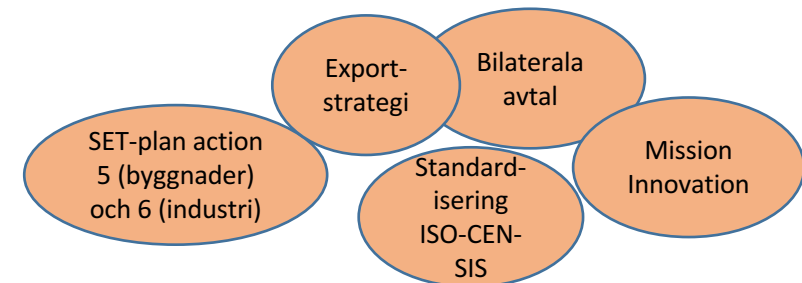 Export-
strategi
Bilaterala
avtal
SET-plan action
5 (byggnader)
och 6 (industri)
Standard-
isering
ISO-CEN-
SIS
Mission
Innovation